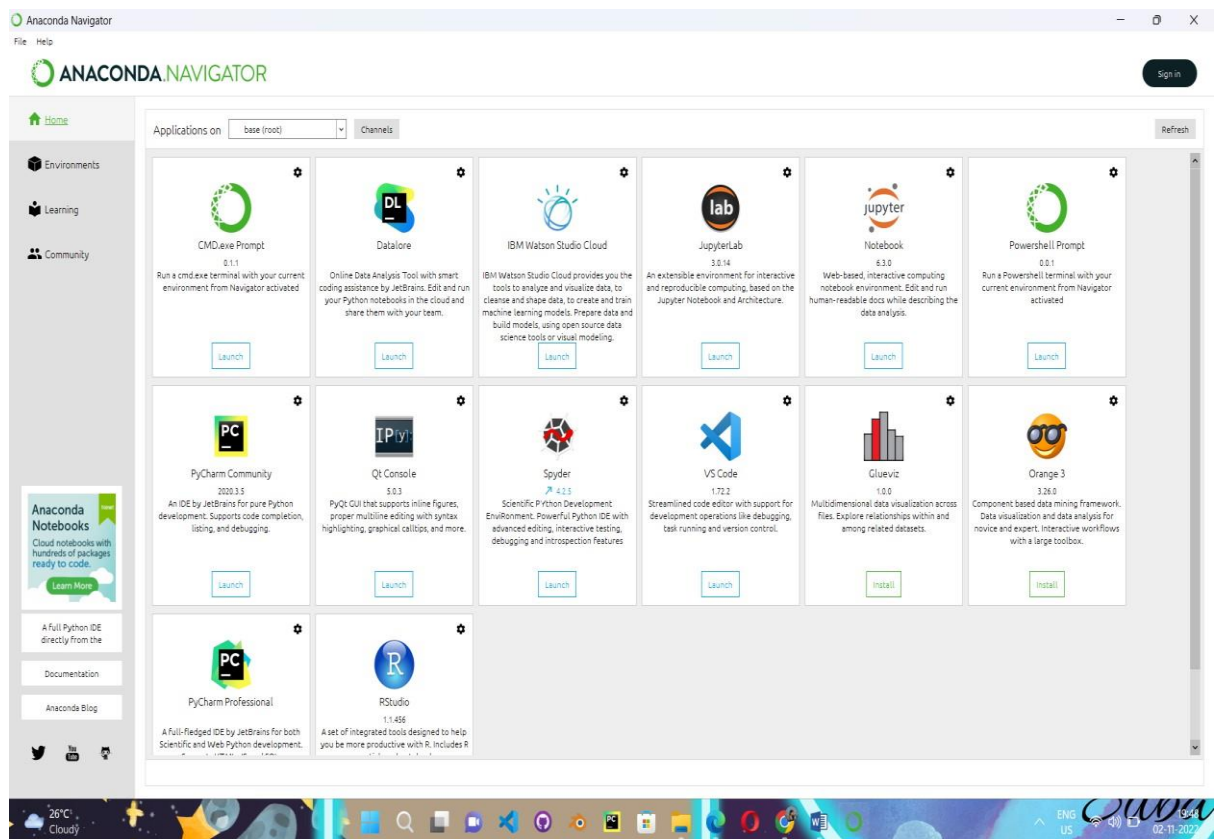 Anaconda Navigator
File Help
ANACONDA.NAVIGATOR
Sign in
Home
Environments
Learning
Community
Applications on base (root) Channels
Refresh
CMD.exe Prompt
0.1.1
Run a cmd.exe terminal with your current
environment from Navigator activated
Launch
DL
Datalore
Online Data Analysis Tool with smart
coding assistance by JetBrains. Edit and run
your Python notebooks in the cloud and
share them with your team.
Launch
IBM Watson Studio Cloud
IBM Watson Studio Cloud provides you the
tools to analyze and visualize data, to
cleanse and shape data, to create and train
machine learning models. Prepare data and
build models, using open source data
science tools or visual modeling.
Launch
lab
JupyterLab
3.0.14
An extensible environment for interactive
and reproducible computing, based on the
Jupyter Notebook and Architecture.
Launch
jupyter
Notebook
6.3.0
Web-based, interactive computing
notebook environment. Edit and run
human-readable docs while describing the
data analysis.
Launch
Powershell Prompt
0.0.1
Run a Powershell terminal with your
current environment from Navigator
activated
Launch
PC
PyCharm Community
2020.3.5
An IDE by JetBrains for pure Python
development. Supports code completion,
listing, and debugging.
Launch
IP[y]:
Qt Console
5.0.3
PyQt GUI that supports inline figures,
proper multiline editing with syntax
highlighting, graphical calltips, and more.
Launch
Spyder
4.2.5
Scientific PYthon Development
EnviRonment. Powerful Python IDE with
advanced editing, interactive testing,
debugging and introspection features
Launch
VS Code
1.72.2
Streamlined code editor with support for
development operations like debugging,
task running and version control.
Launch
Glueviz
1.0.0
Multidimensional data visualization across
files. Explore relationships within and
among related datasets.
Install
Orange 3
3.26.0
Component based data mining framework.
Data visualization and data analysis for
novice and expert. Interactive workflows
with a large toolbox.
Install
PC
PyCharm Professional
A full-fledged IDE by JetBrains for both
Scientific and Web Python development.
R
RStudio
1.1.456
A set of integrated tools designed to help
you be more productive with R. Includes R
Anaconda
Notebooks
Cloud notebooks with
hundreds of packages
ready to code.
Learn More
A full Python IDE
directly from the
Documentation
Anaconda Blog
You
Tube
26°C
Cloudy
ENG
US
19:48
02-11-2022